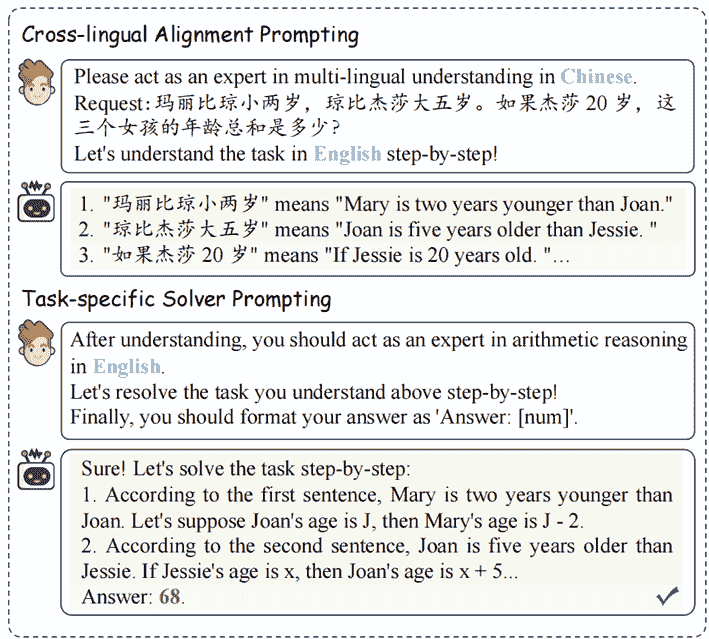 Cross-lingual Alignment Prompting
Please act as an expert in multi-lingual understanding in Chinese.
Request: 玛丽比琼小两岁，琼比杰莎大五岁。如果杰莎 20 岁，这
三个女孩的年龄总和是多少?
Let's understand the task in English step-by-step!
1. "玛丽比琼小两岁" means "Mary is two years younger than Joan."
2. "琼比杰莎大五岁" means "Joan is five years older than Jessie. "
3. "如果杰莎 20 岁" means "If Jessie is 20 years old. "...
Task-specific Solver Prompting
After understanding, you should act as an expert in arithmetic reasoning
in English.
Let's resolve the task you understand above step-by-step!
Finally, you should format your answer as 'Answer: [num]'.
Sure! Let's solve the task step-by-step:
1. According to the first sentence, Mary is two years younger than
Joan. Let's suppose Joan's age is J, then Mary's age is J - 2.
2. According to the second sentence, Joan is five years older than
Jessie. If Jessie's age is x, then Joan's age is x + 5...
Answer: 68.